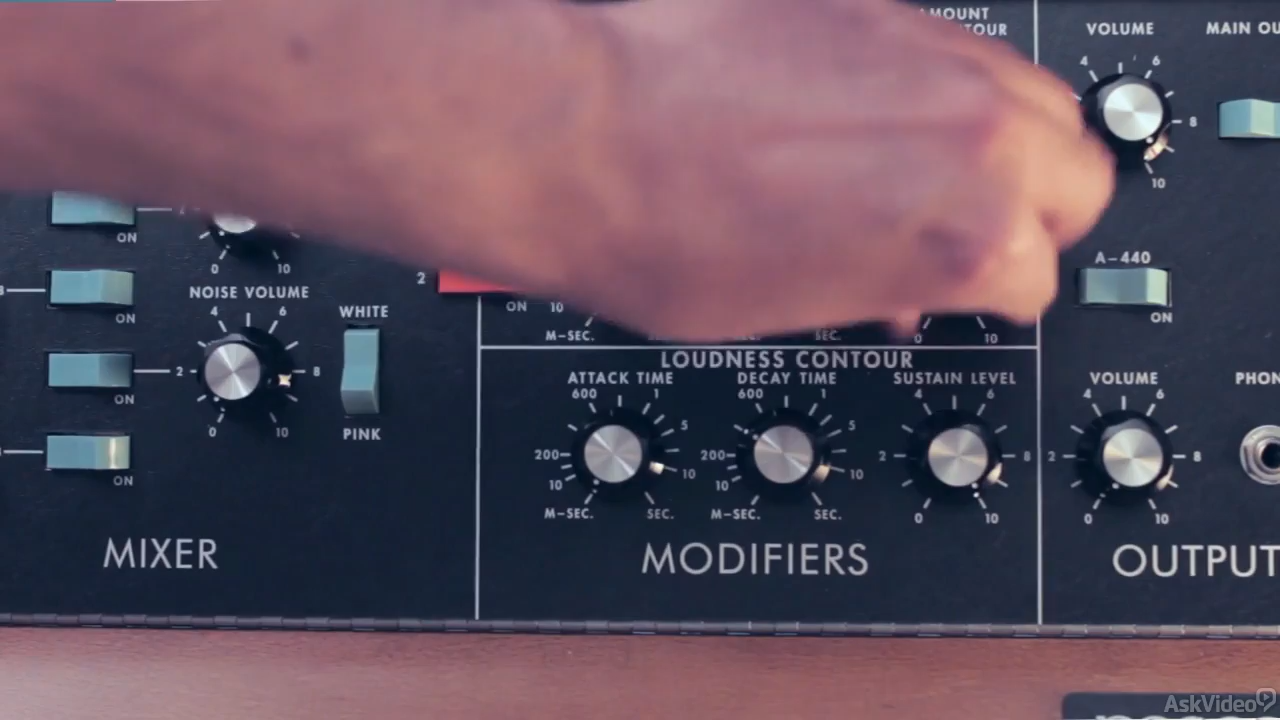 AMOUNT
TOUR
VOLUME
MAIN OU
4 6
8
10
ON
0 10
NOISE VOLUME
4 6
2 8
0 10
WHITE
PINK
ON
ON
ON
2
ON
10
M-SEC.
SEC.
0 10
A-440
ON
LOUDNESS CONTOUR
ATTACK TIME
600 1
5
200
10 10
M-SEC. SEC.
DECAY TIME
600 1
5
200
10 10
M-SEC. SEC.
SUSTAIN LEVEL
4 6
2 8
0 10
VOLUME
4 6
2 8
0 10
PHON
MIXER
MODIFIERS
OUTPUT
AskVideo